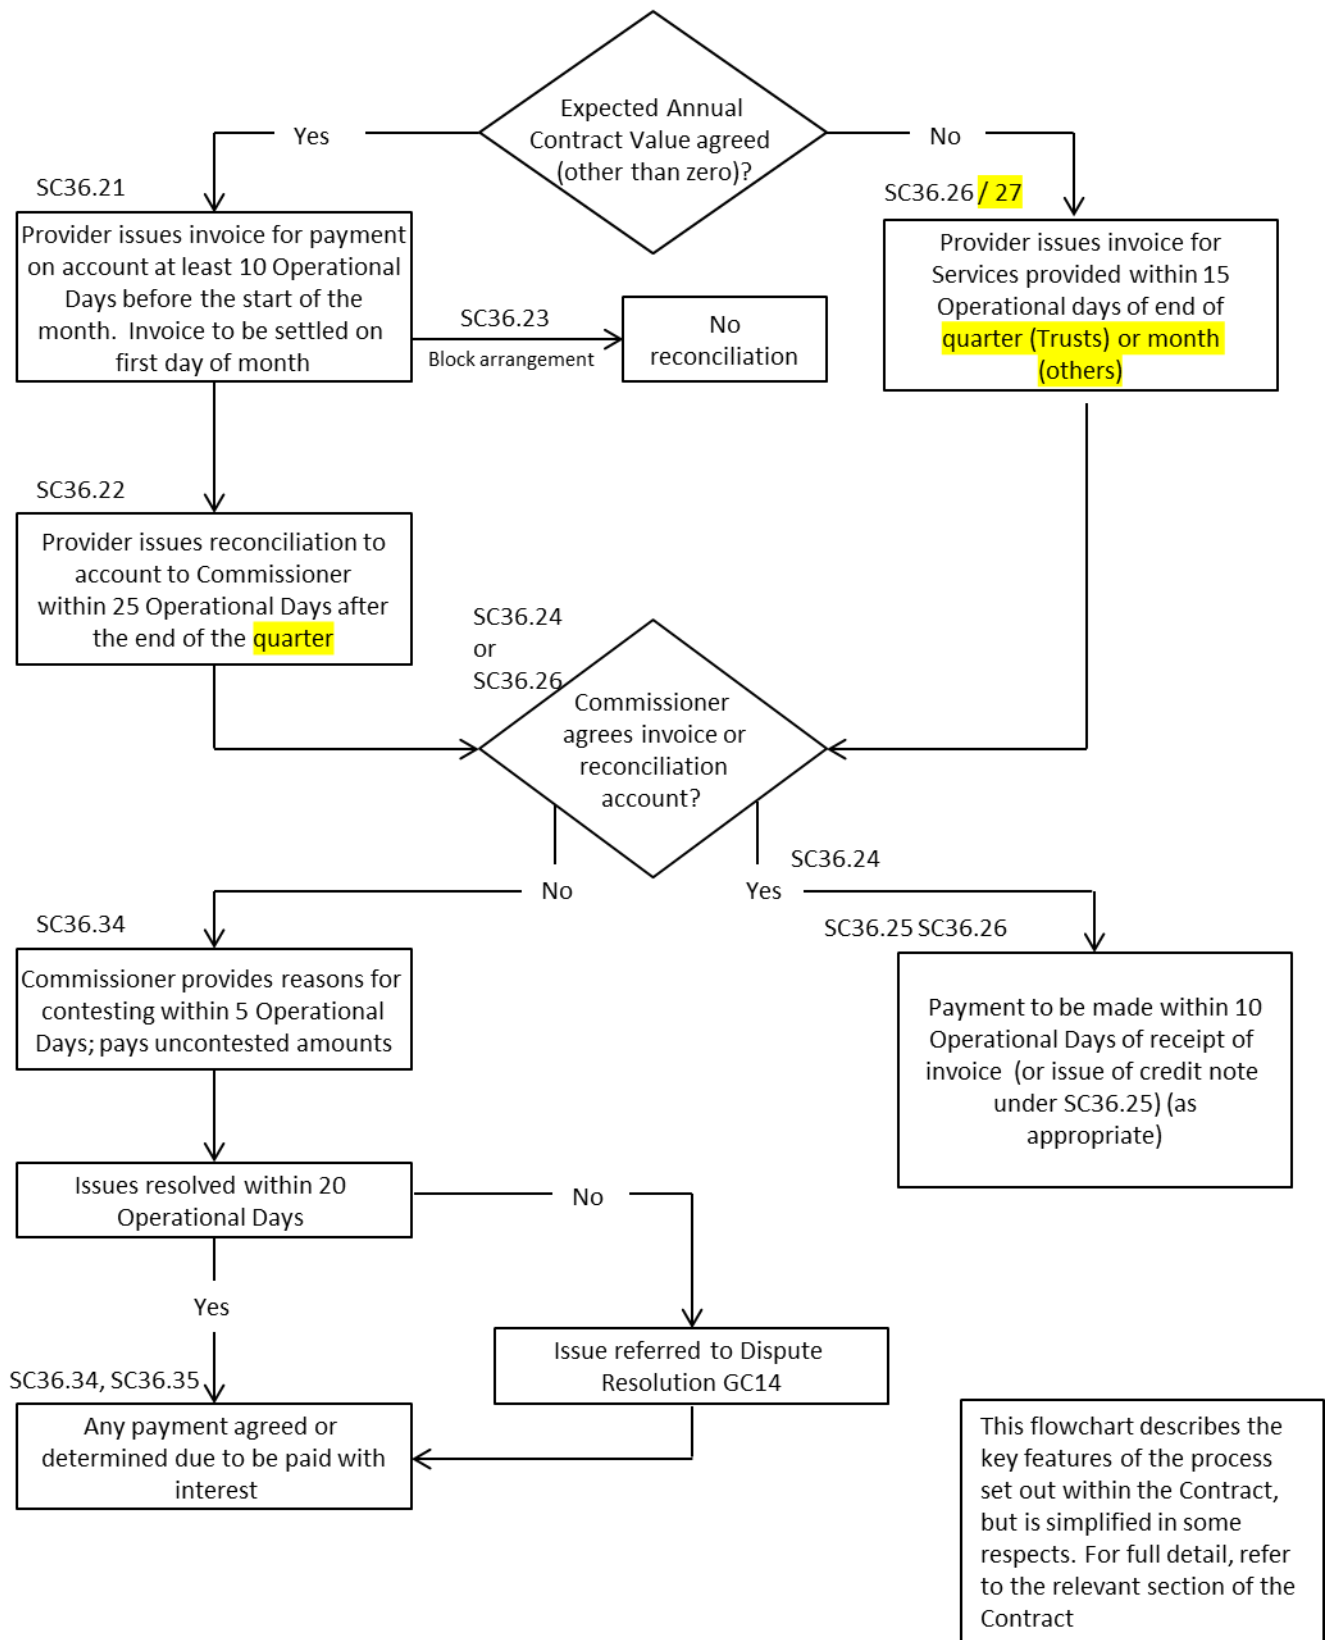 Expected Annual
Contract Value agreed
(other than zero)?
Yes
No
SC36.21
SC36.26 / 27
Provider issues invoice for payment
on account at least 10 Operational
Days before the start of the
month.  Invoice to be settled on
first day of month
SC36.23
Block arrangement
No
reconciliation
Provider issues invoice for
Services provided within 15
Operational days of end of
quarter (Trusts) or month
(others)
SC36.22
Provider issues reconciliation to
account to Commissioner
within 25 Operational Days after
the end of the quarter
SC36.24
or
SC36.26
Commissioner
agrees invoice or
reconciliation
account?
No
Yes
SC36.24
SC36.34
SC36.25 SC36.26
Commissioner provides reasons for
contesting within 5 Operational
Days; pays uncontested amounts
Payment to be made within 10
Operational Days of receipt of
invoice  (or issue of credit note
under SC36.25) (as
appropriate)
Issues resolved within 20
Operational Days
No
Yes
Issue referred to Dispute
Resolution GC14
SC36.34, SC36.35
Any payment agreed or
determined due to be paid with
interest
This flowchart describes the
key features of the process
set out within the Contract,
but is simplified in some
respects. For full detail, refer
to the relevant section of the
Contract